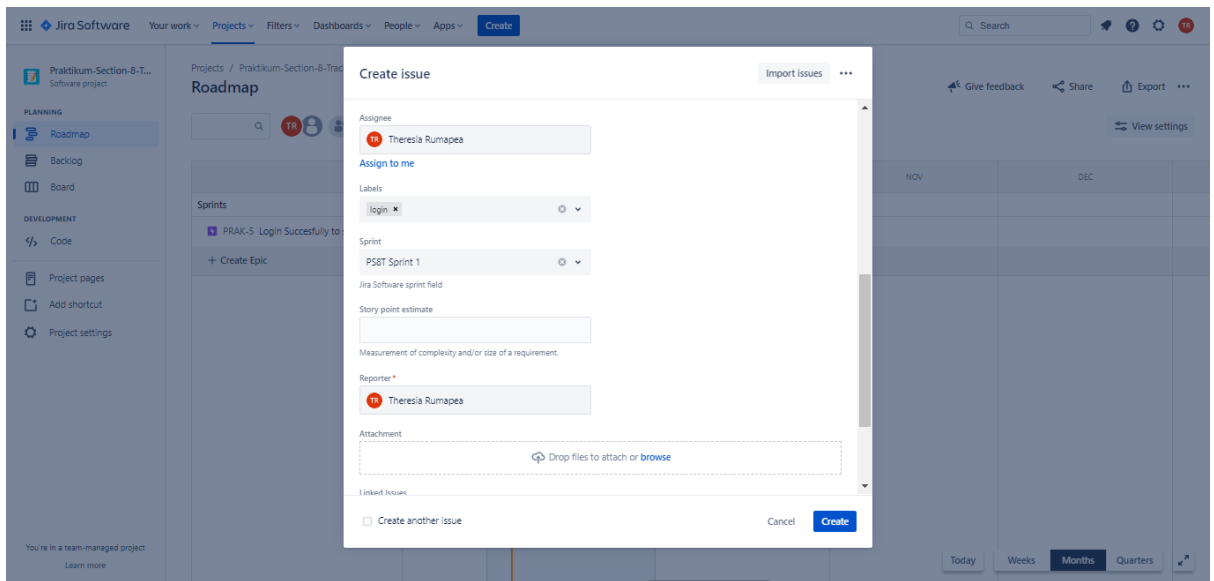 Jira Software Your work Projects Filters Dashboards People Apps Create Search TR
Praktikum-Section-8-T...
Software project
PLANNING
Roadmap
Backlog
Board
DEVELOPMENT
Code
Project pages
Add shortcut
Project settings
You're in a team-managed project
Learn more
Projects / Praktikum-Section-8-Trac
Roadmap
Give feedback Share Export
TR
View settings
NOV DEC
Sprints
PRAK-5 Login Succesfully to
+ Create Epic
Create issue
Import issues
Assignee
TR Theresia Rumapea
Assign to me
Labels
login
Sprint
PS8T Sprint 1
Jira Software sprint field
Story point estimate
Measurement of complexity and/or size of a requirement.
Reporter*
TR Theresia Rumapea
Attachment
Drop files to attach or browse
Linked Issues
Create another issue
Cancel Create
Today Weeks Months Quarters